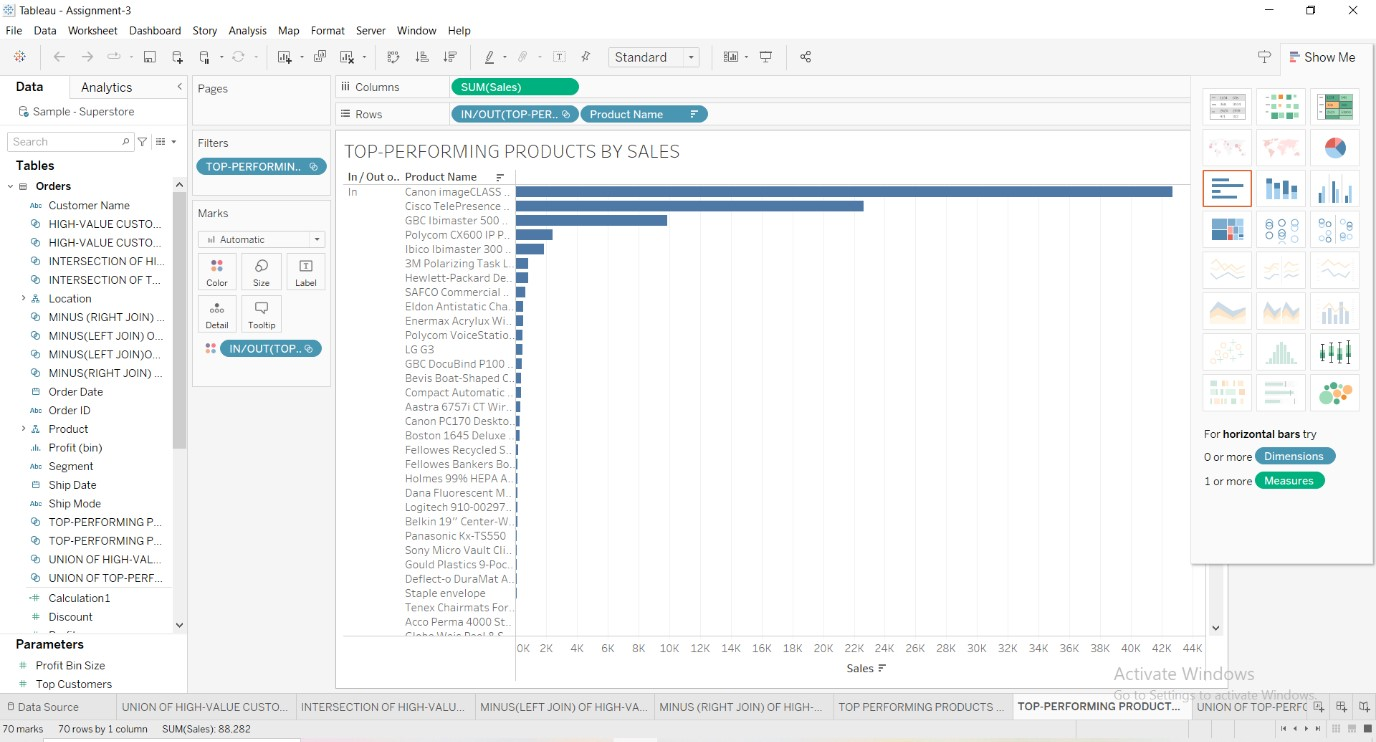 Tableau - Assignment-3
File Data Worksheet Dashboard Story Analysis Map Format Server Window Help
Standard
Show Me
Data Analytics
Sample - Superstore
Search
Tables
Orders
Abc Customer Name
HIGH-VALUE CUSTO...
HIGH-VALUE CUSTO...
INTERSECTION OF HI...
INTERSECTION OF T...
Location
MINUS (RIGHT JOIN) ...
MINUS(LEFT JOIN) O...
MINUS(LEFT JOIN)O...
MINUS(RIGHT JOIN) ...
Order Date
Abc Order ID
Product
Profit (bin)
Abc Segment
Ship Date
Abc Ship Mode
TOP-PERFORMING P...
TOP-PERFORMING P...
UNION OF HIGH-VAL...
UNION OF TOP-PERF...
Calculation1
Discount
Parameters
Profit Bin Size
Top Customers
Pages
Filters
TOP-PERFORMIN..
Marks
Automatic
Color Size Label
Detail Tooltip
IN/OUT(TOP..
Columns SUM(Sales)
Rows IN/OUT(TOP-PER.. Product Name
TOP-PERFORMING PRODUCTS BY SALES
In / Out o.. Product Name
In Canon imageCLASS ..
Cisco TelePresence ..
GBC Ibimaster 500 ..
Polycom CX600 IP P..
Ibico Ibimaster 300 ..
3M Polarizing Task L..
Hewlett-Packard De..
SAFCO Commercial ..
Eldon Antistatic Cha..
Enermax Acrylux Wi..
Polycom VoiceStatio..
LG G3
GBC DocuBind P100 ..
Bevis Boat-Shaped C..
Compact Automatic ..
Aastra 6757i CT Wir..
Canon PC170 Deskto..
Boston 1645 Deluxe ..
Fellowes Recycled S..
Fellowes Bankers Bo..
Holmes 99% HEPA A..
Dana Fluorescent M..
Logitech 910-00297..
Belkin 19" Center-W..
Panasonic Kx-TS550
Sony Micro Vault Cli..
Gould Plastics 9-Poc..
Deflect-o DuraMat A..
Staple envelope
Tenex Chairmats For..
Acco Perma 4000 St..
0K 2K 4K 6K 8K 10K 12K 14K 16K 18K 20K 22K 24K 26K 28K 30K 32K 34K 36K 38K 40K 42K 44K
Sales
For horizontal bars try
0 or more Dimensions
1 or more Measures
Activate Windows
Go to Settings to activate Windows.
Data Source UNION OF HIGH-VALUE CUSTO... INTERSECTION OF HIGH-VALU... MINUS(LEFT JOIN) OF HIGH-VA... MINUS (RIGHT JOIN) OF HIGH-... TOP PERFORMING PRODUCTS ... TOP-PERFORMING PRODUCT... UNION OF TOP-PERFO
70 marks 70 rows by 1 column SUM(Sales): 88,282